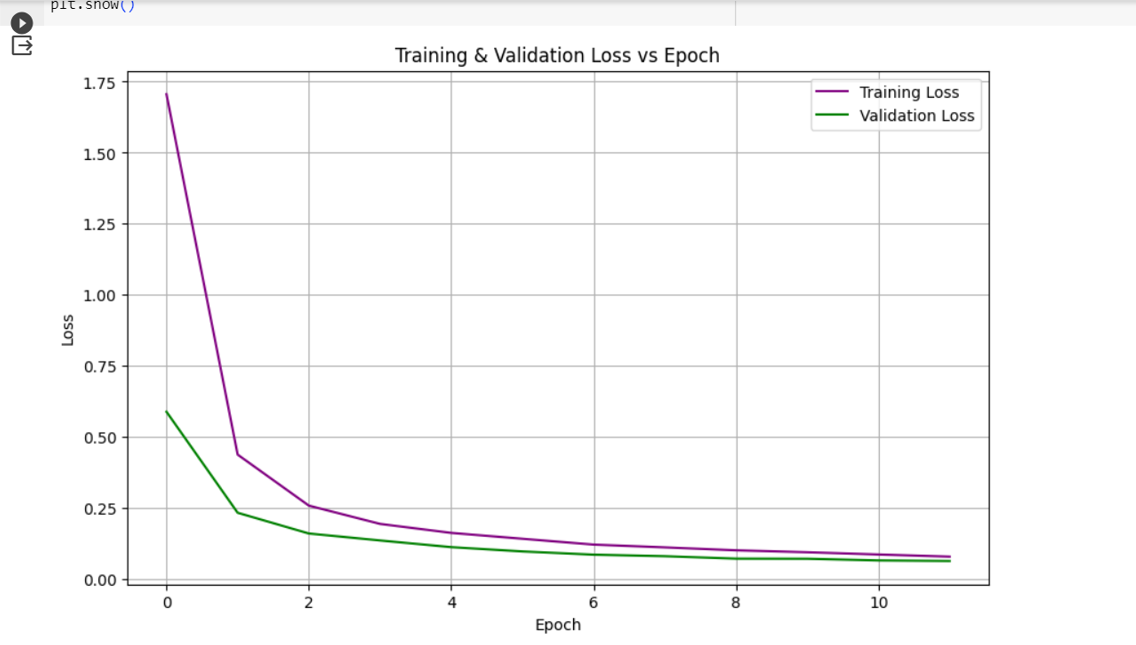 plt.show()
Training & Validation Loss vs Epoch
Training Loss
Validation Loss
1.75
1.50
1.25
1.00
0.75
0.50
0.25
0.00
Loss
0 2 4 6 8 10
Epoch